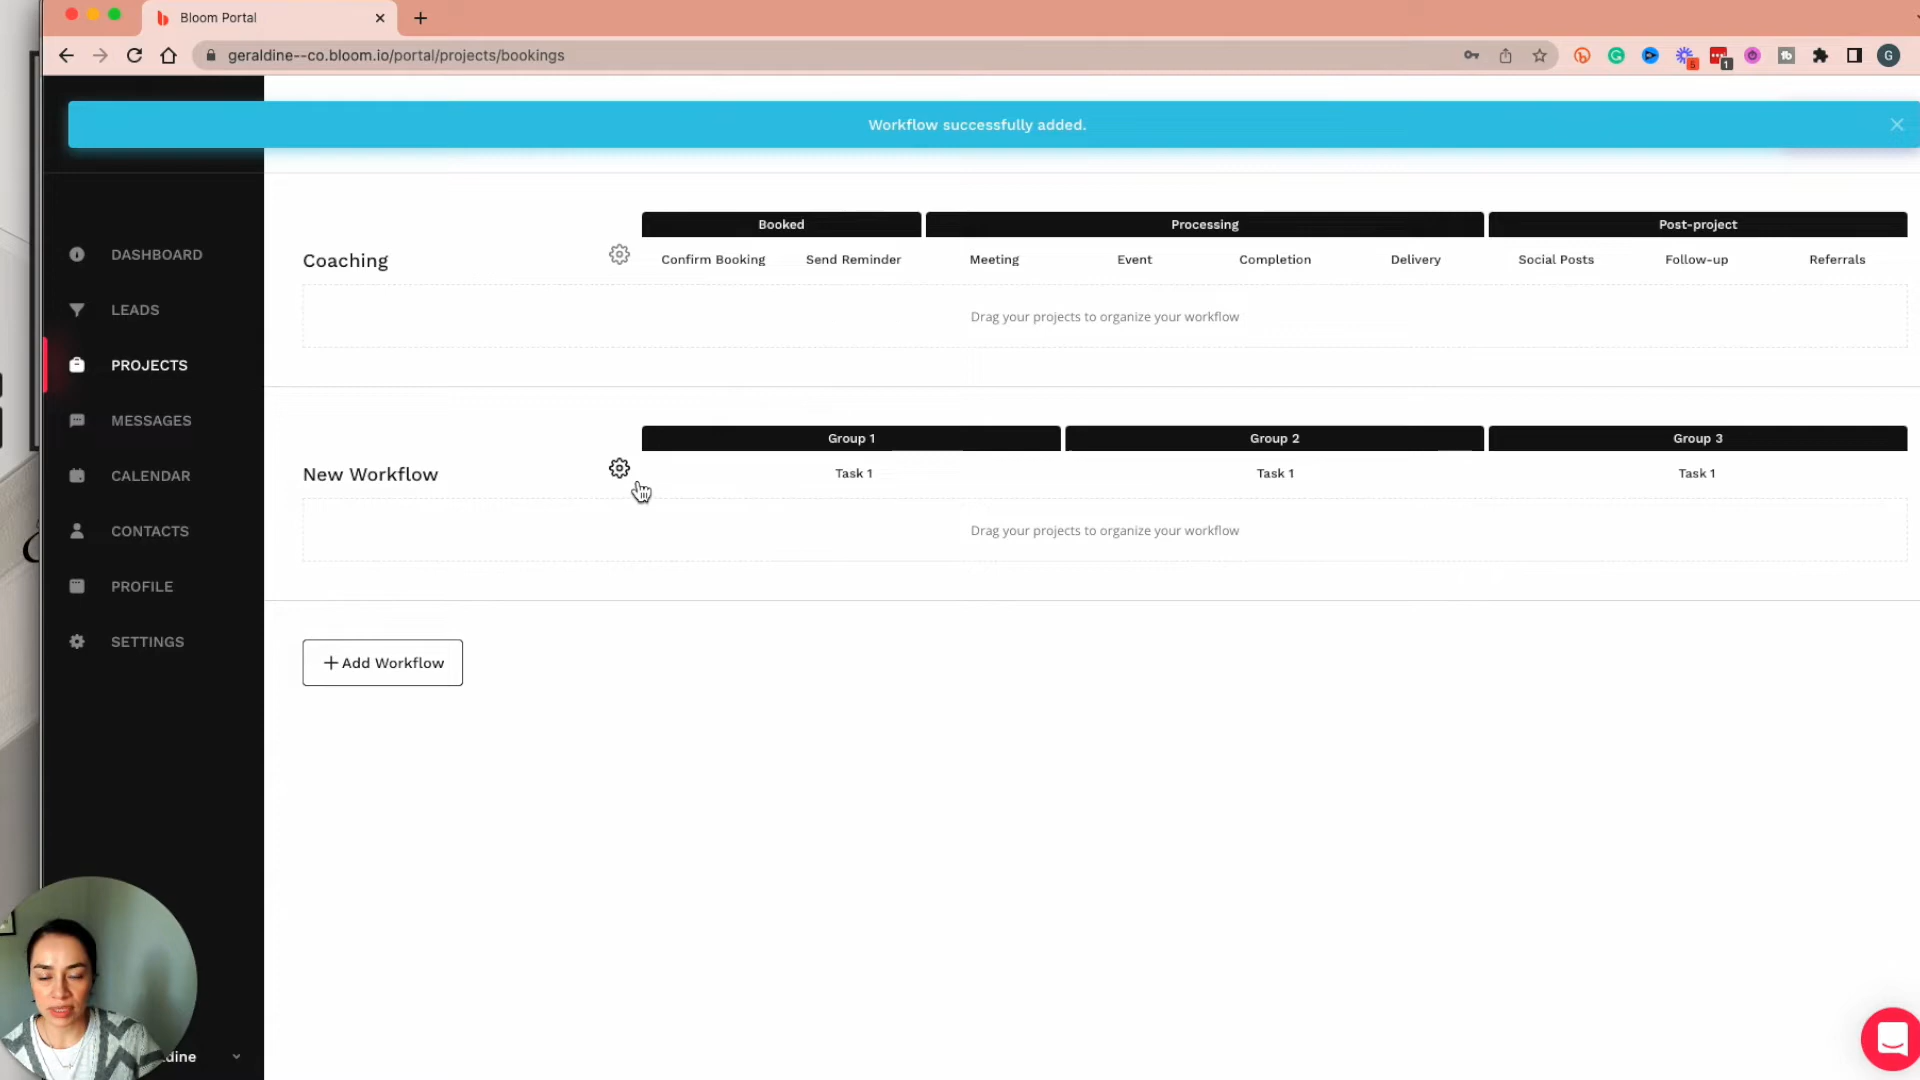 Bloom Portal
geraldine--co.bloom.io/portal/projects/bookings
5
1
G
Workflow successfully added.
DASHBOARD
LEADS
PROJECTS
MESSAGES
CALENDAR
CONTACTS
PROFILE
SETTINGS
dine
Booked
Processing
Post-project
Coaching
Confirm Booking
Send Reminder
Meeting
Event
Completion
Delivery
Social Posts
Follow-up
Referrals
Drag your projects to organize your workflow
Group 1
Group 2
Group 3
New Workflow
Task 1
Task 1
Task 1
Drag your projects to organize your workflow
+ Add Workflow